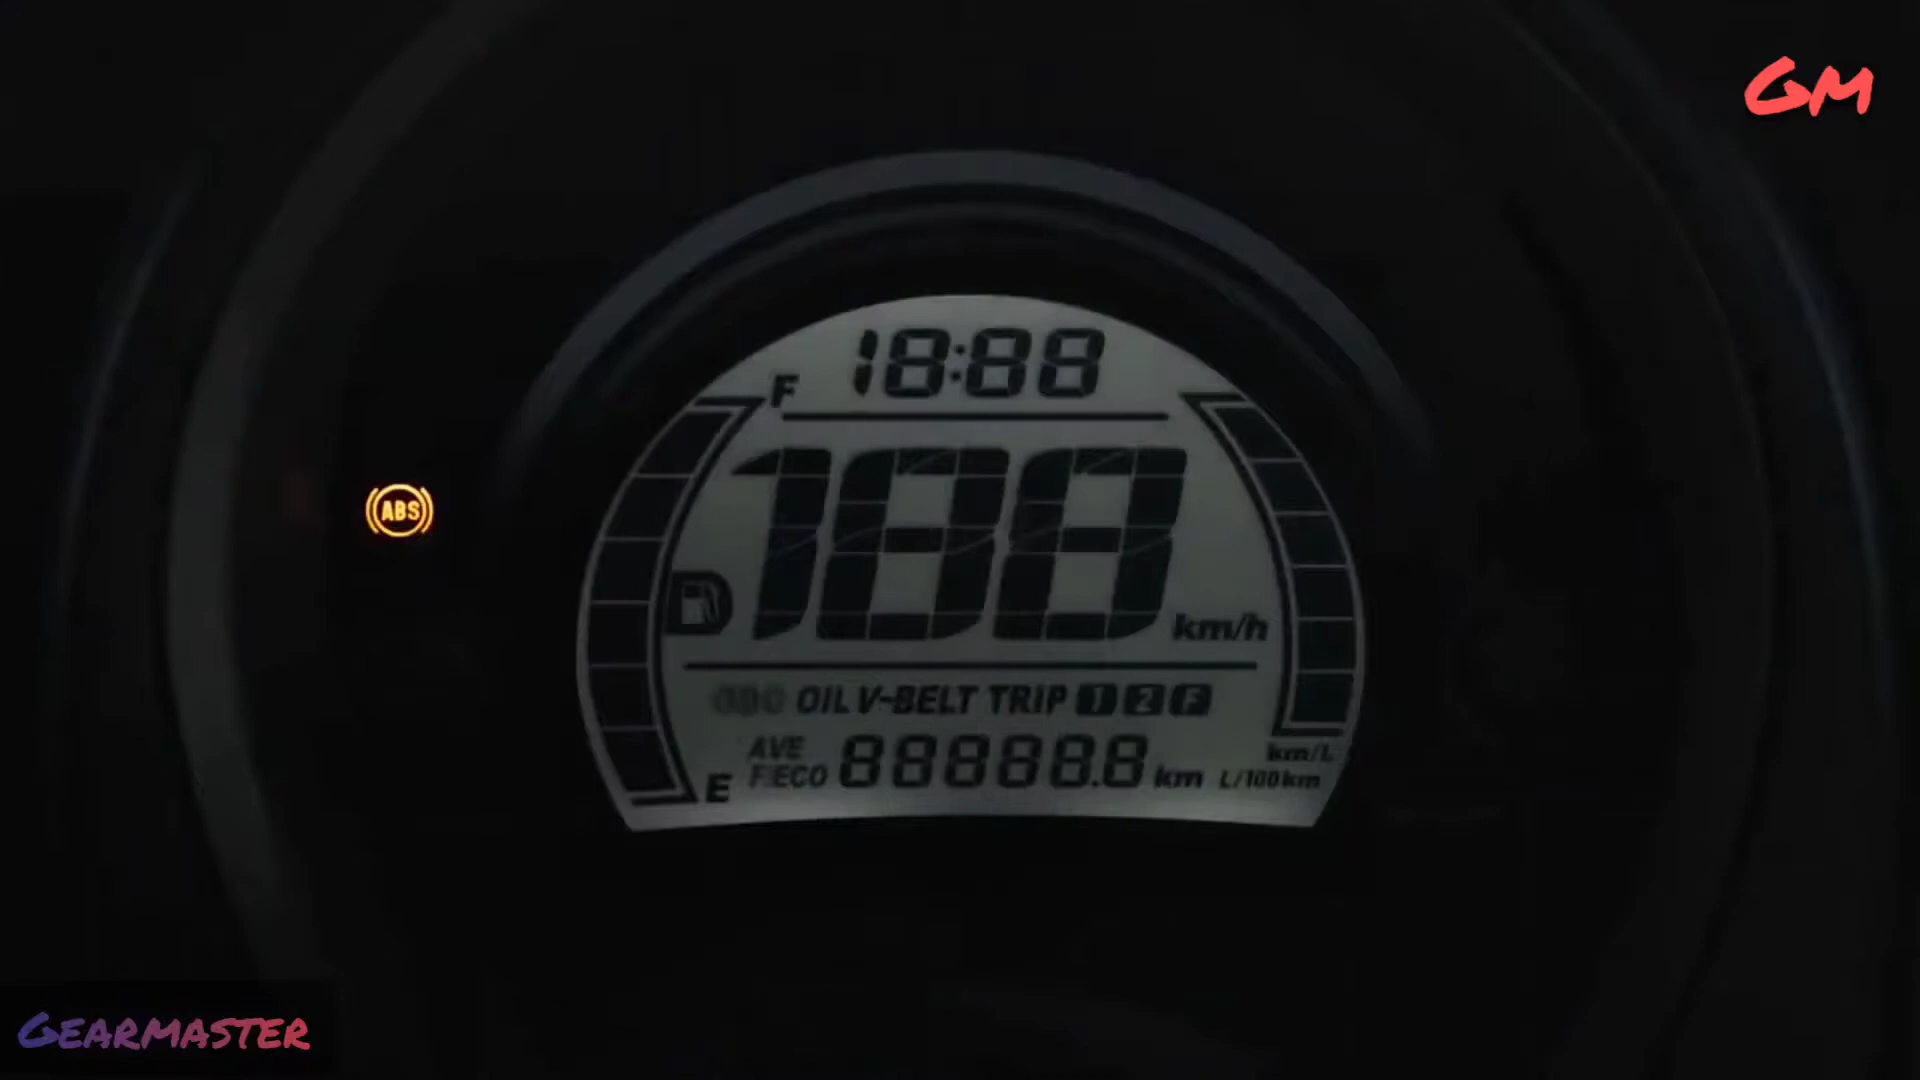 GM
18:88
F
188
km/h
ABS
OIL V-BELT TRIP 1 2 F
AVE
F/ECO 88888.8 km
km/L
L/100km
E
GEARMASTER